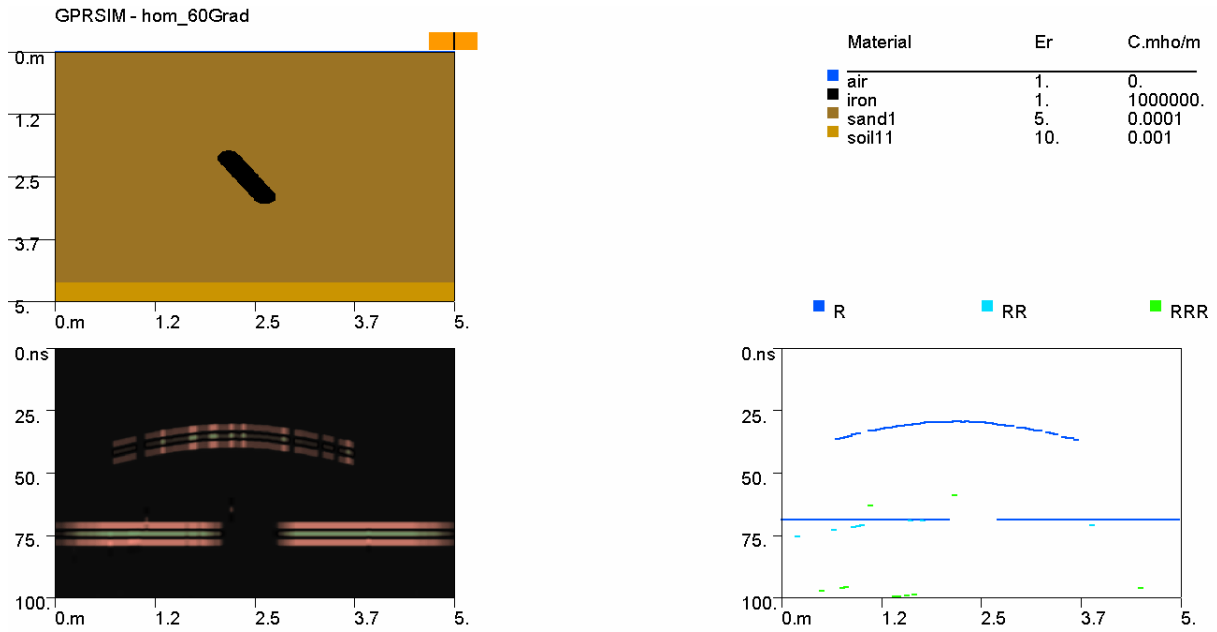 GPRSIM - hom_60Grad
Material Er C.mho/m
air 1. 0.
iron 1. 1000000.
sand1 5. 0.0001
soil11 10. 0.001
0.m
1.2
2.5
3.7
5.
0.m 1.2 2.5 3.7 5.
R RR RRR
0.ns
25.
50.
75.
100.
0.m 1.2 2.5 3.7 5.
0.ns
25.
50.
75.
100.
0.m 1.2 2.5 3.7 5.